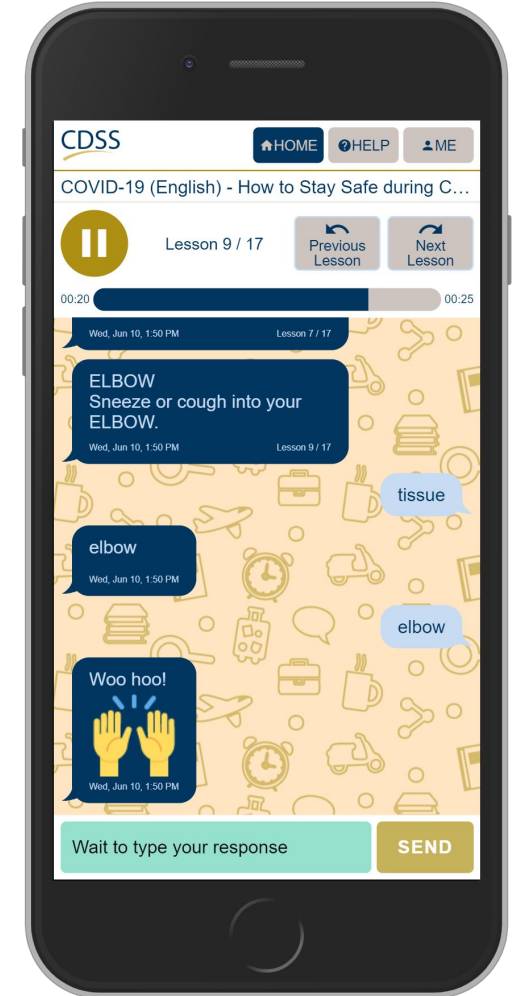 CDSS
HOME
HELP
ME
COVID-19 (English) - How to Stay Safe during C...
Lesson 9 / 17
Previous
Lesson
Next
Lesson
00:20
00:25
Wed, Jun 10, 1:50 PM Lesson 7 / 17
ELBOW
Sneeze or cough into your
ELBOW.
Wed, Jun 10, 1:50 PM Lesson 9 / 17
tissue
elbow
Wed, Jun 10, 1:50 PM
elbow
Woo hoo!
Wed, Jun 10, 1:50 PM
Wait to type your response
SEND